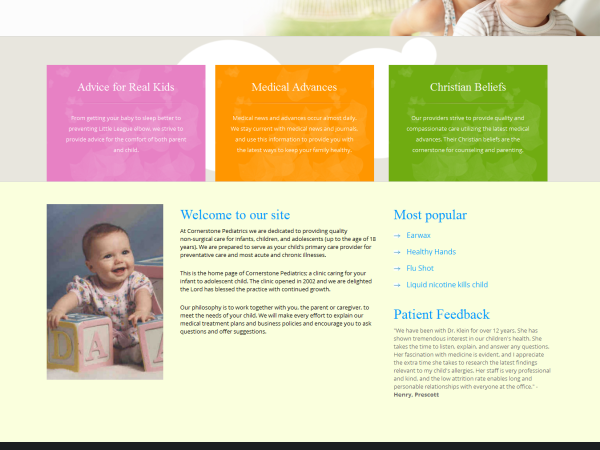 Advice for Real Kids
From getting your baby to sleep better to
preventing Little League elbow, we strive to
provide advice for the comfort of both parent
and child.
Medical Advances
Medical news and advances occur almost daily.
We stay current with medical news and journals,
and use this information to provide you with
the latest ways to keep your family healthy.
Christian Beliefs
Our providers strive to provide quality and
compassionate care utilizing the latest medical
advances. Their Christian beliefs are the
cornerstone for counseling and parenting.
D
A
Welcome to our site
At Cornerstone Pediatrics we are dedicated to providing quality
non-surgical care for infants, children, and adolescents (up to the age of 18
years). We are prepared to serve as your child's primary care provider for
preventative care and most acute and chronic illnesses.
This is the home page of Cornerstone Pediatrics; a clinic caring for your
infant to adolescent child. The clinic opened in 2002 and we are delighted
the Lord has blessed the practice with continued growth.
Our philosophy is to work together with you, the parent or caregiver, to
meet the needs of your child. We will make every effort to explain our
medical treatment plans and business policies and encourage you to ask
questions and offer suggestions.
Most popular
→ Earwax
→ Healthy Hands
→ Flu Shot
→ Liquid nicotine kills child
Patient Feedback
"We have been with Dr. Klein for over 12 years. She has
shown tremendous interest in our children's health. She
takes the time to listen, explain, and answer any questions.
Her fascination with medicine is evident, and I appreciate
the extra time she takes to research the latest findings
relevant to my child's allergies. Her staff is very professional
and kind, and the low attrition rate enables long and
personable relationships with everyone at the office." -
Henry, Prescott